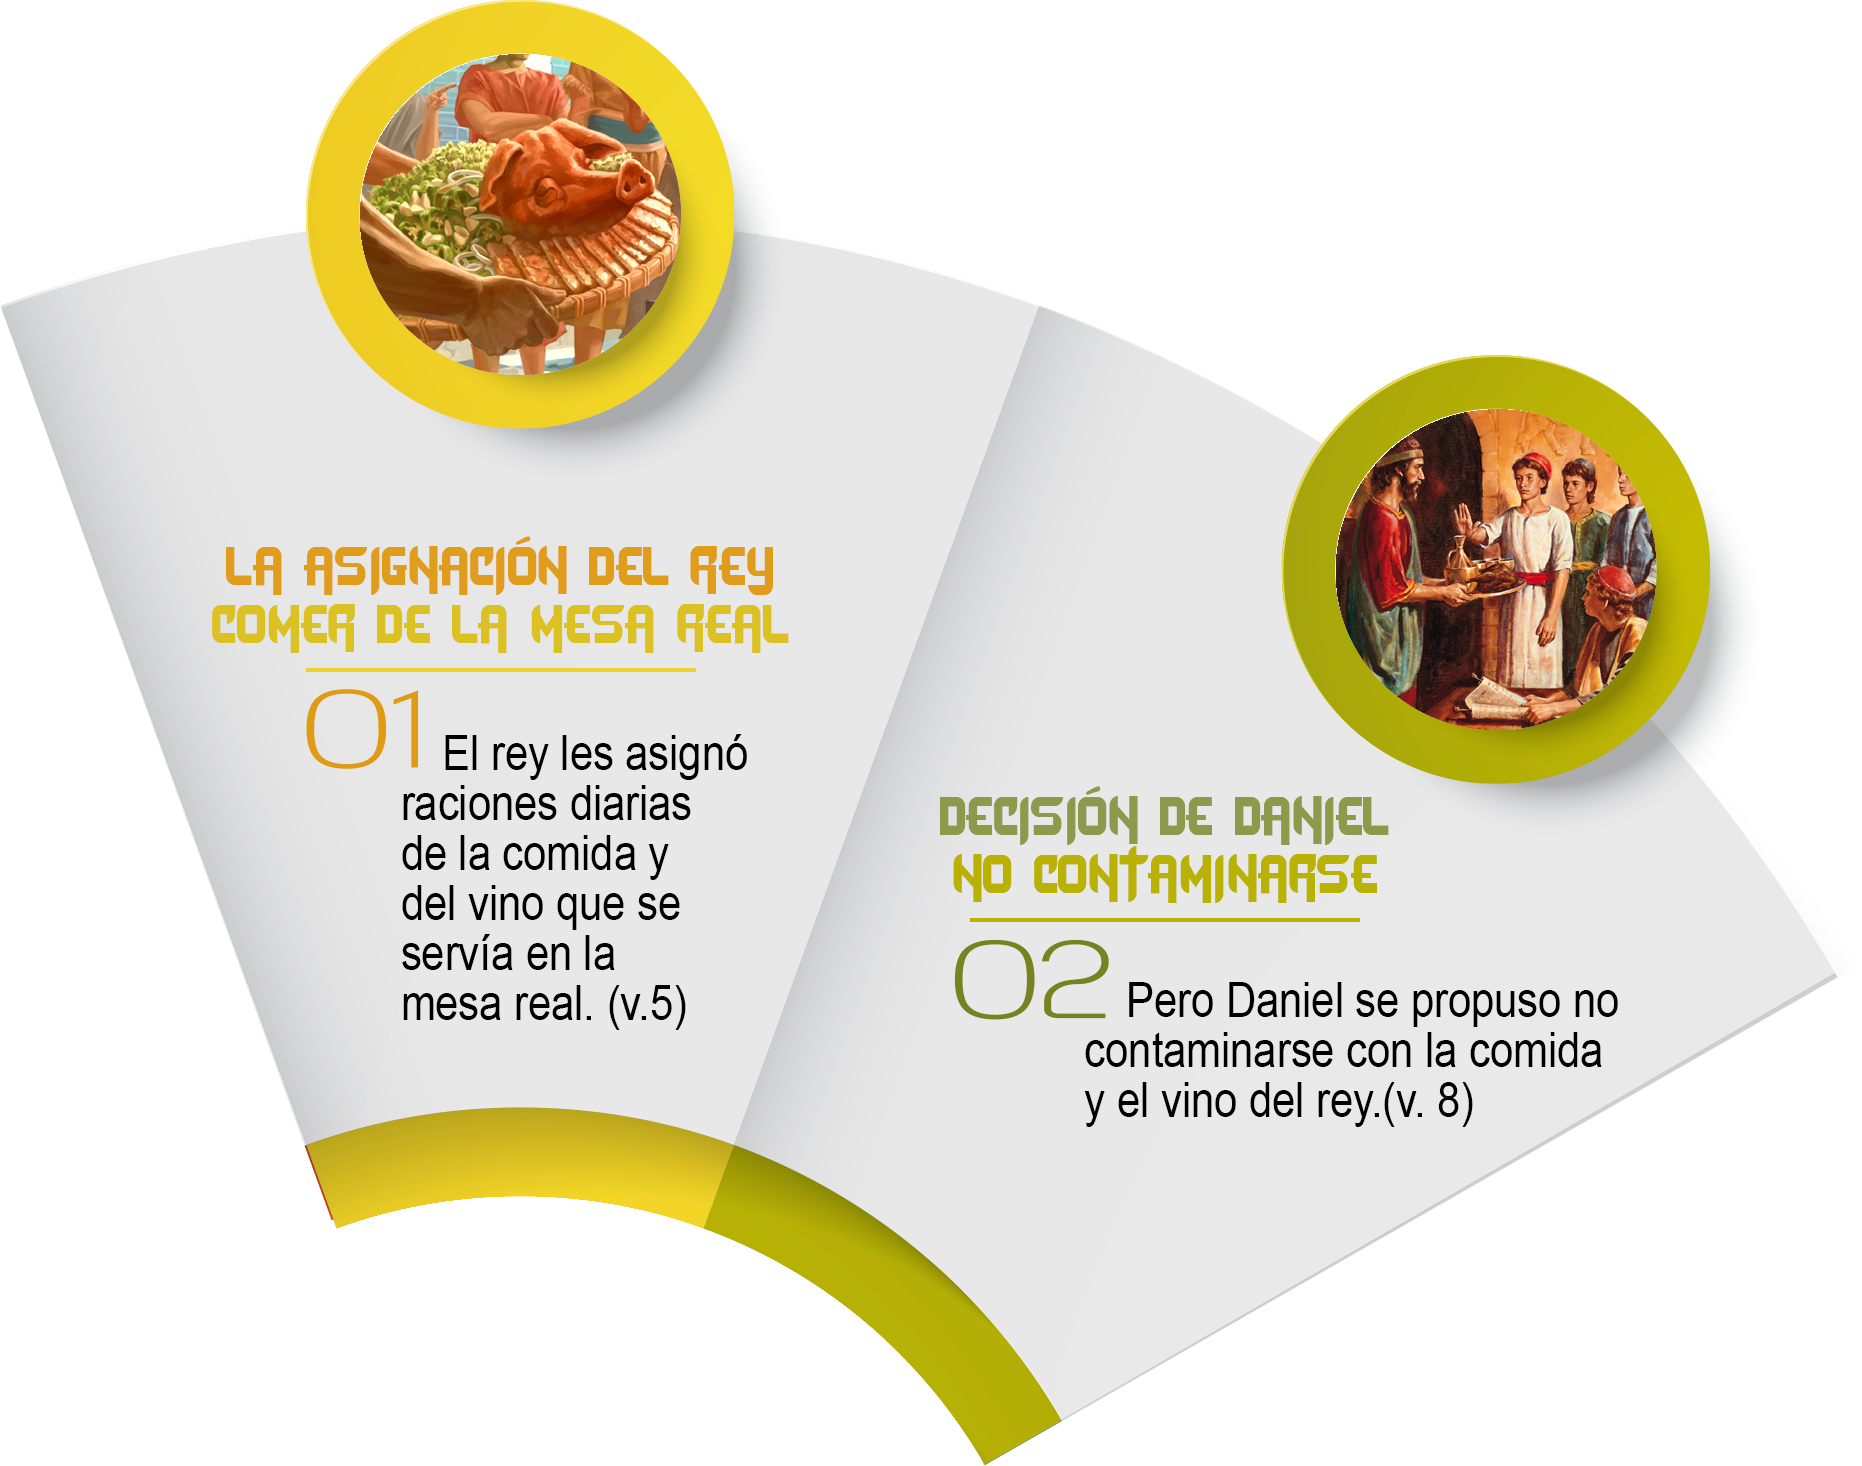 LA ASIGNACIÓN DEL REY
COMER DE LA MESA REAL
01 El rey les asignó
raciones diarias
de la comida y
del vino que se
servía en la
mesa real. (v.5)
DECISIÓN DE DANIEL
NO CONTAMINARSE
02 Pero Daniel se propuso no
contaminarse con la comida
y el vino del rey.(v. 8)